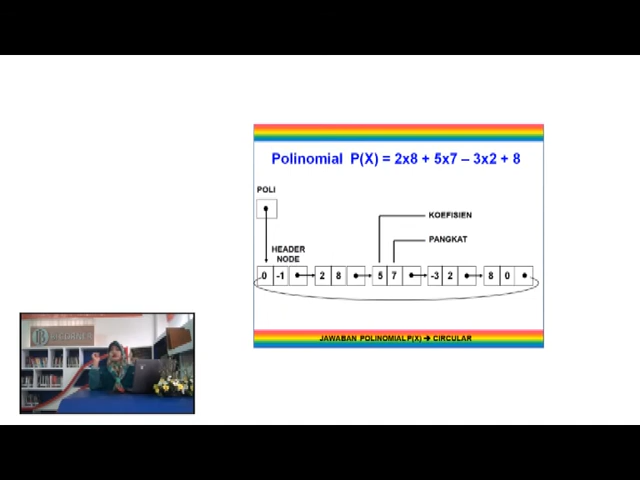 Polinomial P(X) = 2x8 + 5x7 – 3x2 + 8
POLI
KOEFISIEN
PANGKAT
HEADER
NODE
0 -1 2 8 5 7 -3 2 8 0
JAWABAN POLINOMIAL P(X) ➔ CIRCULAR
CORNER